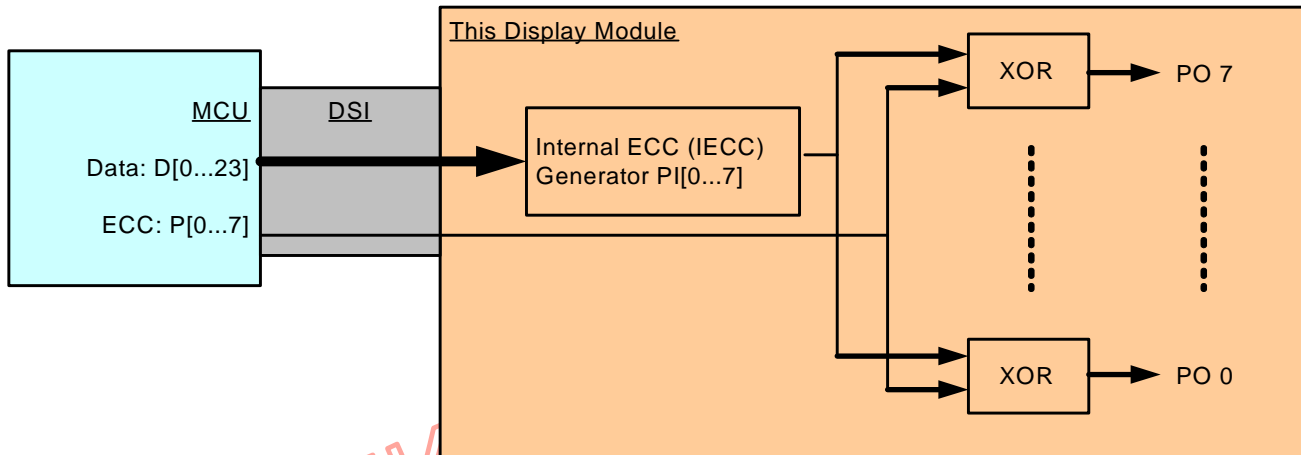 This Display Module
MCU
DSI
Data: D[0...23]
ECC: P[0...7]
Internal ECC (IECC)
Generator PI[0...7]
XOR
PO 7
XOR
PO 0